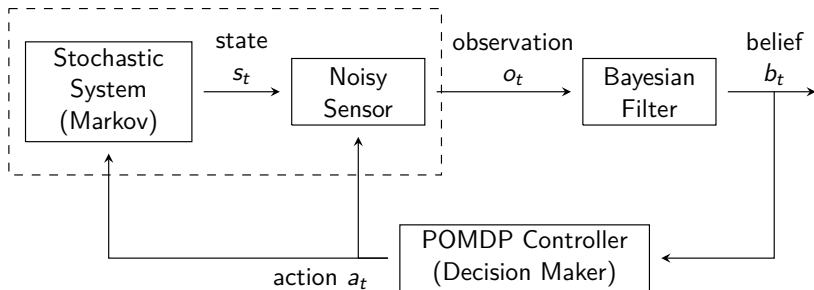 Stochastic
System
(Markov)
state
s_t
Noisy
Sensor
observation
o_t
Bayesian
Filter
belief
b_t
POMDP Controller
(Decision Maker)
action a_t